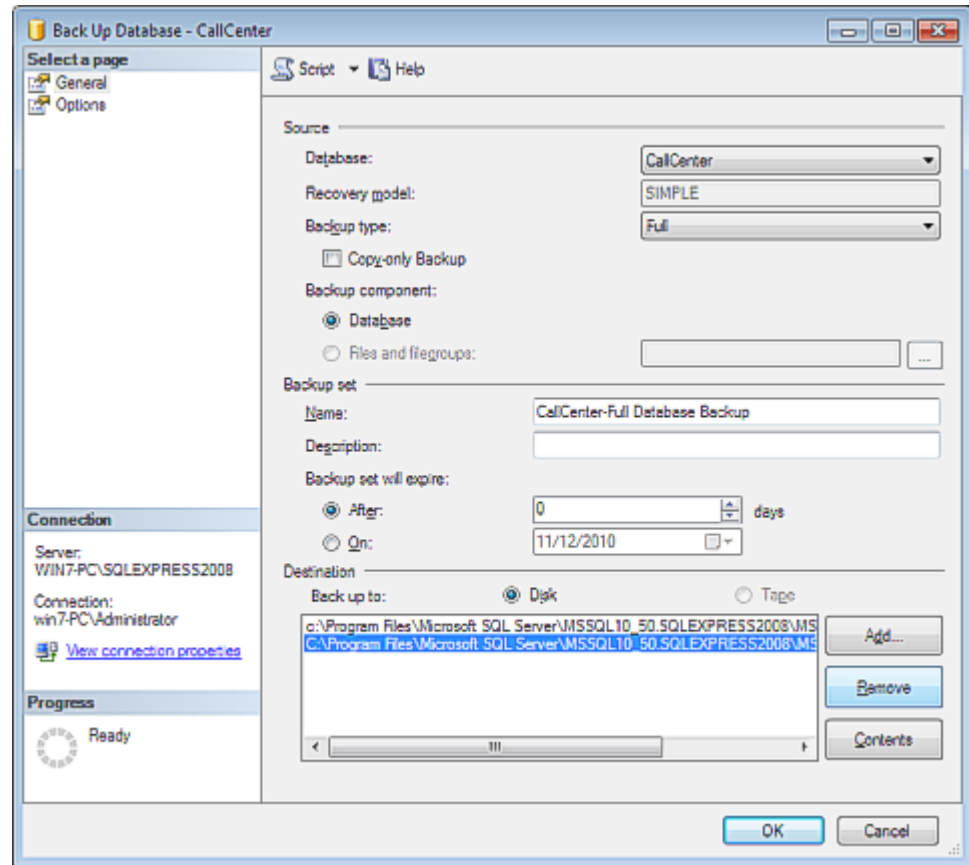 Back Up Database - CallCenter
Select a page
General
Options
Script
Help
Source
Database:
CallCenter
Recovery model:
SIMPLE
Backup type:
Full
Copy-only Backup
Backup component:
Database
Files and filegroups:
...
Backup set
Name:
CallCenter-Full Database Backup
Description:
Backup set will expire:
After:
0
days
On:
11/12/2010
Destination
Back up to:
Disk
Tape
c:\Program Files\Microsoft SQL Server\MSSQL10_50.SQLEXPRESS2008\MS
C:\Program Files\Microsoft SQL Server\MSSQL10_50.SQLEXPRESS2008\MS
Add...
Remove
Contents
Connection
Server:
WIN7-PC\SQLEXPRESS2008
Connection:
win7-PC\Administrator
View connection properties
Progress
Ready
OK
Cancel